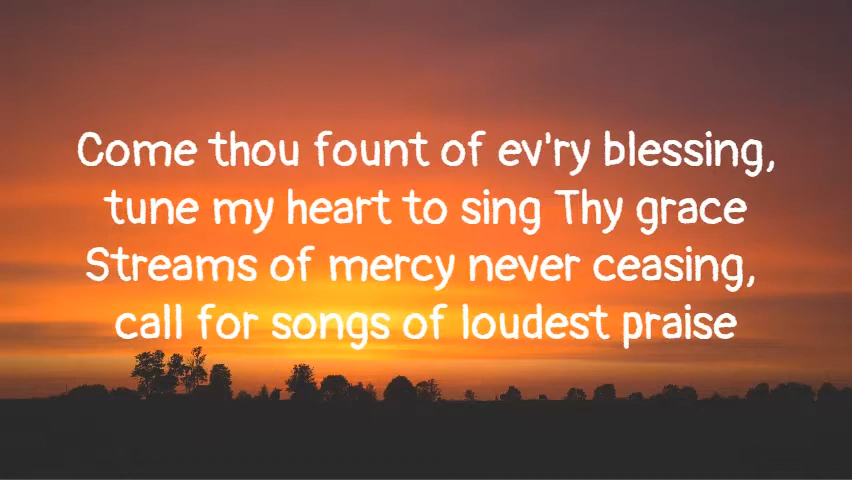 Come thou fount of ev'ry blessing,
tune my heart to sing Thy grace
Streams of mercy never ceasing,
call for songs of loudest praise